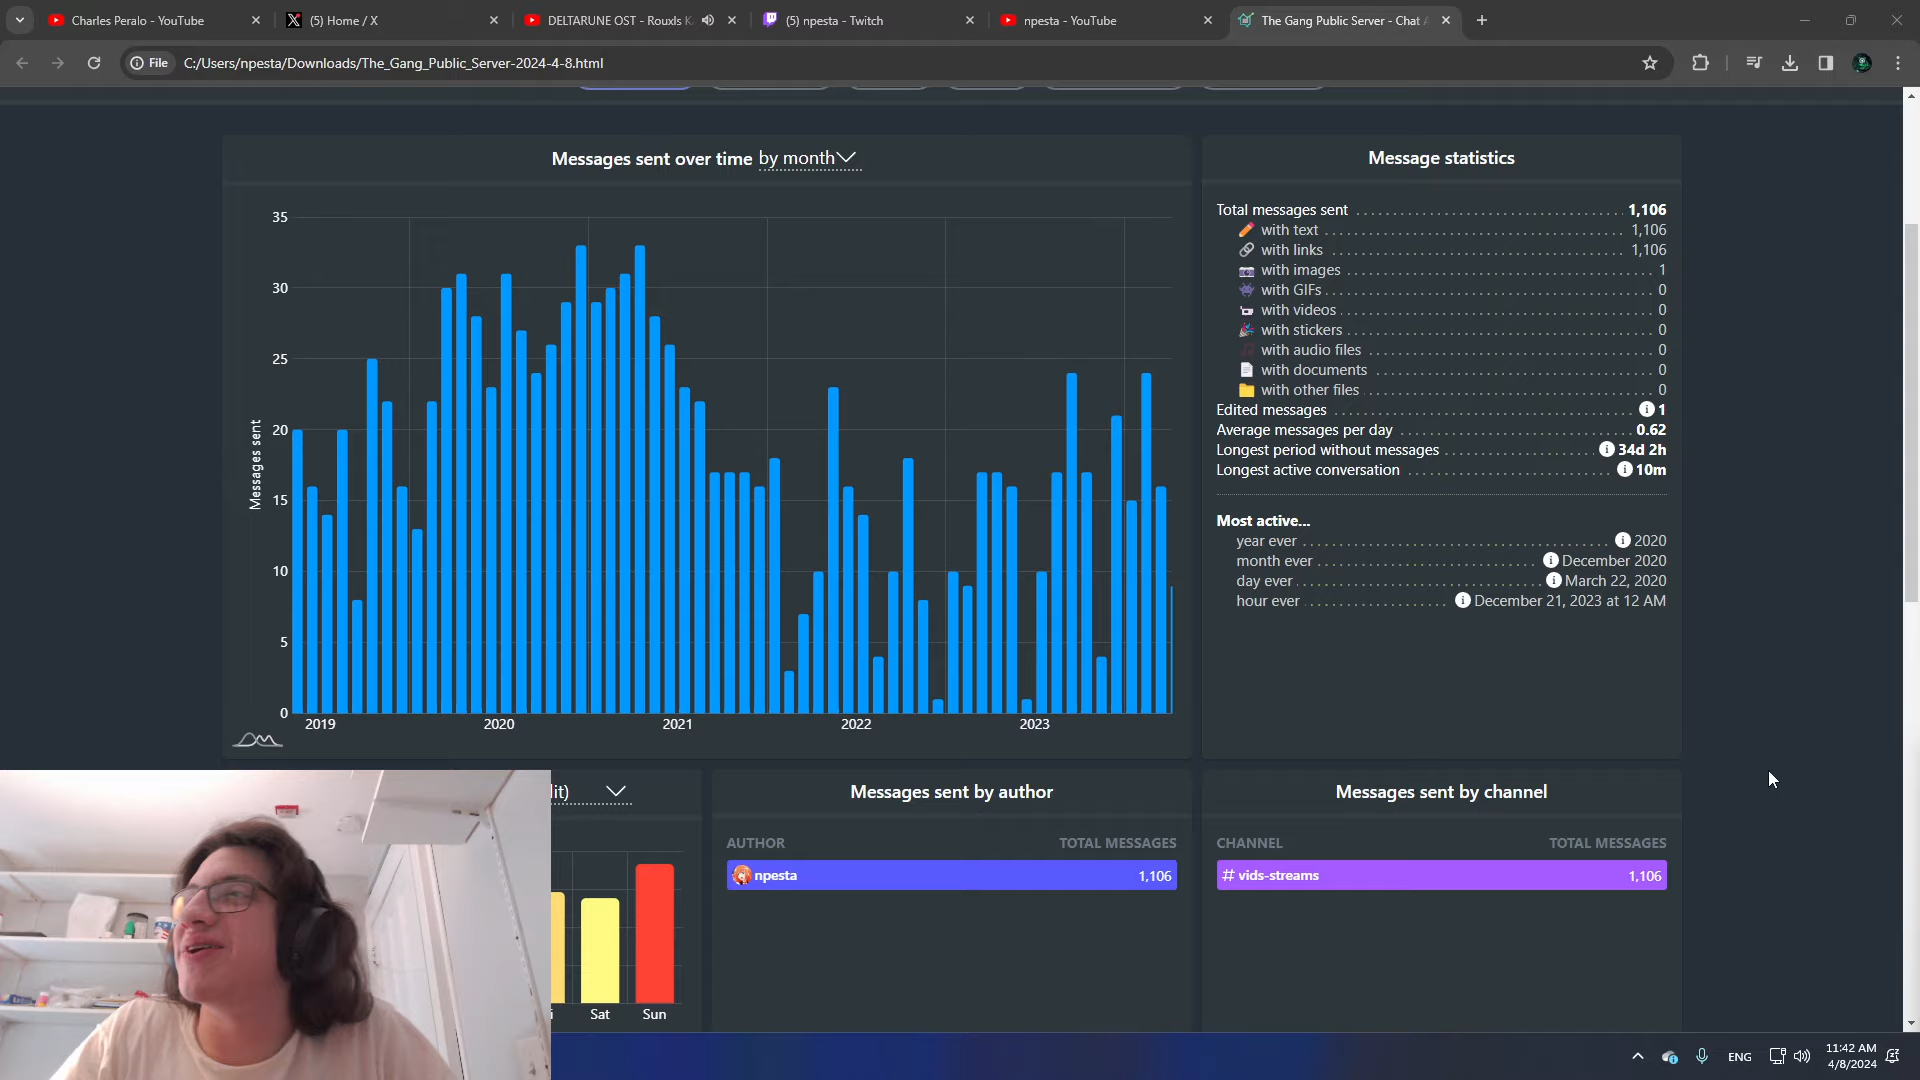 Charles Peralo - YouTube
(5) Home / X
DELTARUNE OST - Rouxls K
(5) npesta - Twitch
npesta - YouTube
The Gang Public Server - Chat A
File
C:/Users/npesta/Downloads/The_Gang_Public_Server-2024-4-8.html
Messages sent over time by month
35
30
25
20
15
10
5
0
Messages sent
2019
2020
2021
2022
2023
Message statistics
Total messages sent 1,106
with text 1,106
with links 1,106
with images 1
with GIFs 0
with videos 0
with stickers 0
with audio files 0
with documents 0
with other files 0
Edited messages 1
Average messages per day 0.62
Longest period without messages 34d 2h
Longest active conversation 10m
Most active...
year ever 2020
month ever December 2020
day ever March 22, 2020
hour ever December 21, 2023 at 12 AM
lit)
Sat
Sun
Messages sent by author
AUTHOR
TOTAL MESSAGES
npesta
1,106
Messages sent by channel
CHANNEL
TOTAL MESSAGES
# vids-streams
1,106
ENG
11:42 AM
4/8/2024